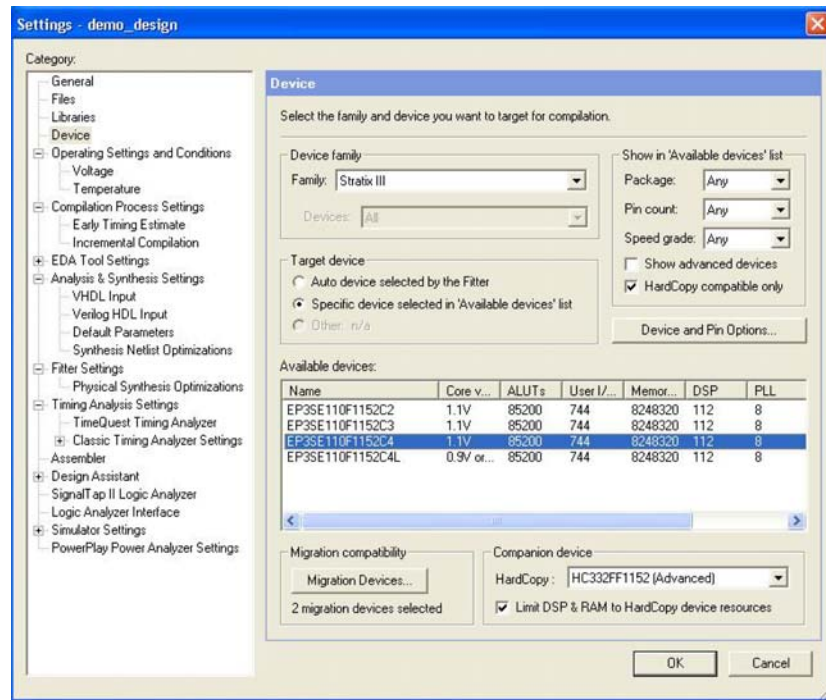 Settings - demo_design
Category:
General
Files
Libraries
Device
Operating Settings and Conditions
Voltage
Temperature
Compilation Process Settings
Early Timing Estimate
Incremental Compilation
EDA Tool Settings
Analysis & Synthesis Settings
VHDL Input
Verilog HDL Input
Default Parameters
Synthesis Netlist Optimizations
Fitter Settings
Physical Synthesis Optimizations
Timing Analysis Settings
TimeQuest Timing Analyzer
Classic Timing Analyzer Settings
Assembler
Design Assistant
SignalTap II Logic Analyzer
Logic Analyzer Interface
Simulator Settings
PowerPlay Power Analyzer Settings
Device
Select the family and device you want to target for compilation.
Device family
Family: Stratix III
Devices: All
Show in 'Available devices' list
Package: Any
Pin count: Any
Speed grade: Any
Show advanced devices
HardCopy compatible only
Target device
Auto device selected by the Fitter
Specific device selected in 'Available devices' list
Other: n/a
Device and Pin Options...
Available devices:
Name Core v... ALUTs User I/... Memor... DSP PLL
EP3SE110F1152C2 1.1V 85200 744 8248320 112 8
EP3SE110F1152C3 1.1V 85200 744 8248320 112 8
EP3SE110F1152C4 1.1V 85200 744 8248320 112 8
EP3SE110F1152C4L 0.9V or... 85200 744 8248320 112 8
Migration compatibility
Migration Devices...
2 migration devices selected
Companion device
HardCopy : HC332FF1152 (Advanced)
Limit DSP & RAM to HardCopy device resources
OK Cancel